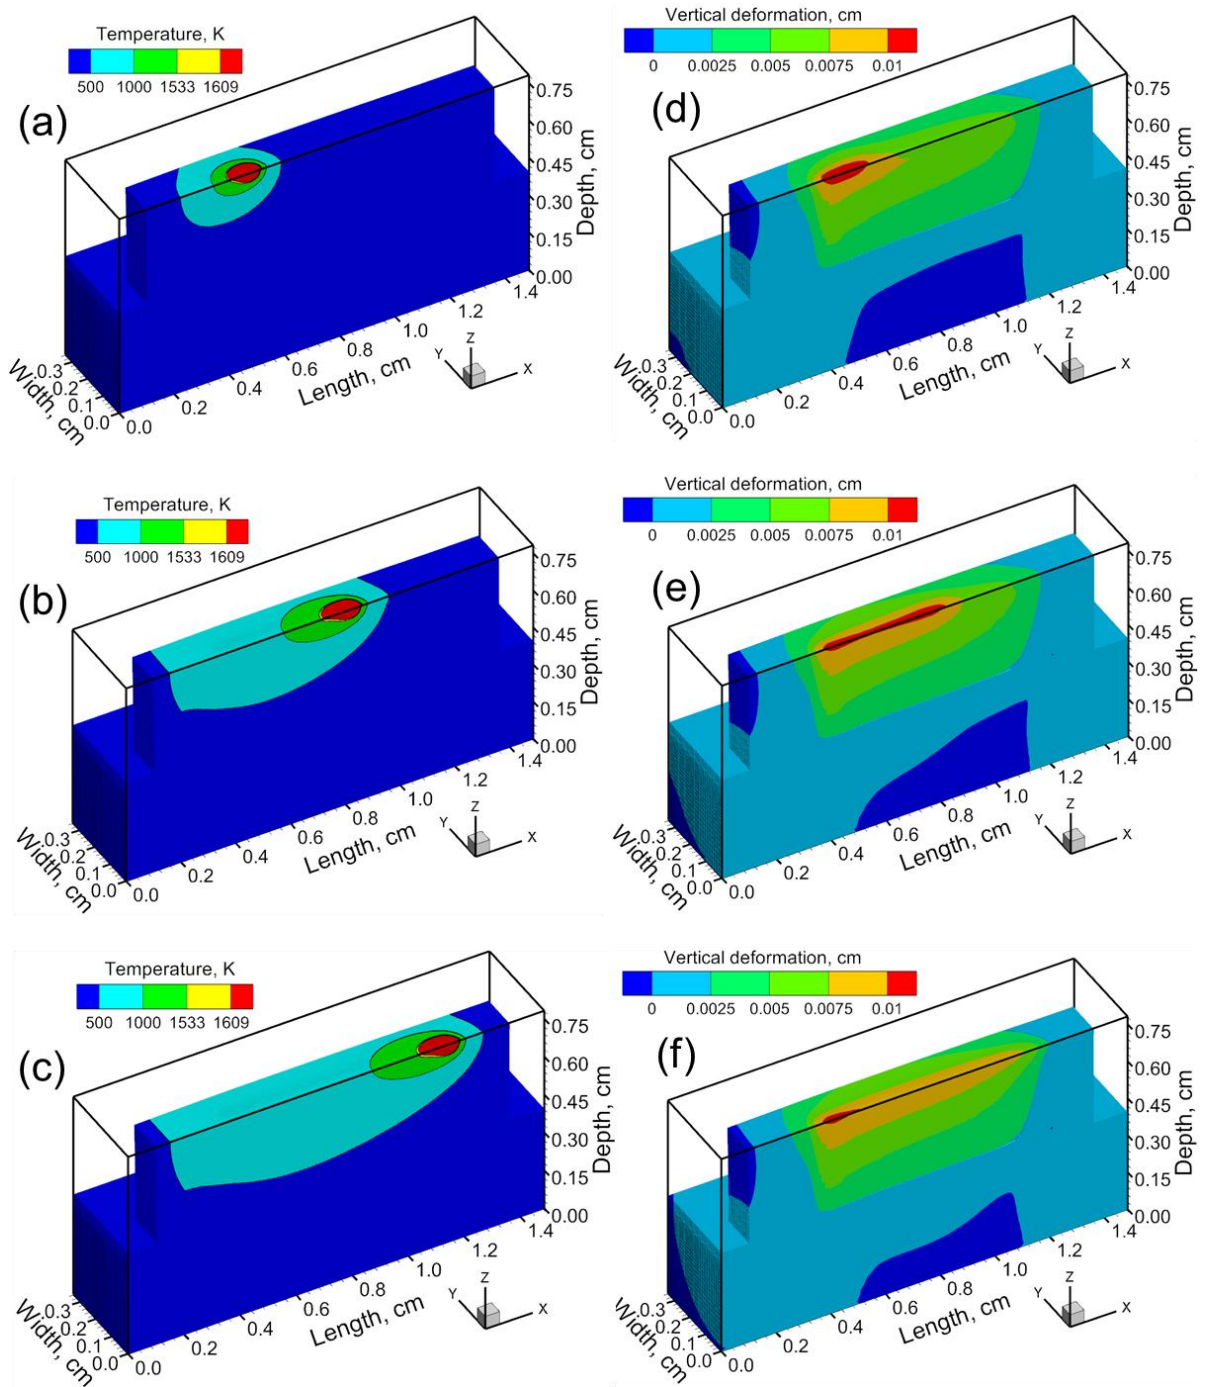 Temperature, K
500 1000 1533 1609
(a)
0.75
0.60
0.45
0.30
0.15
0.00
Depth, cm
1.4
1.2
1.0
0.8
0.6
0.4
0.2
0.0
Length, cm
0.3
0.2
0.1
0.0
Width, cm
Z
Y
X
Vertical deformation, cm
0 0.0025 0.005 0.0075 0.01
(d)
0.75
0.60
0.45
0.30
0.15
0.00
Depth, cm
1.4
1.2
1.0
0.8
0.6
0.4
0.2
0.0
Length, cm
0.3
0.2
0.1
0.0
Width, cm
Z
Y
X
Temperature, K
500 1000 1533 1609
(b)
0.75
0.60
0.45
0.30
0.15
0.00
Depth, cm
1.4
1.2
1.0
0.8
0.6
0.4
0.2
0.0
Length, cm
0.3
0.2
0.1
0.0
Width, cm
Z
Y
X
Vertical deformation, cm
0 0.0025 0.005 0.0075 0.01
(e)
0.75
0.60
0.45
0.30
0.15
0.00
Depth, cm
1.4
1.2
1.0
0.8
0.6
0.4
0.2
0.0
Length, cm
0.3
0.2
0.1
0.0
Width, cm
Z
Y
X
Temperature, K
500 1000 1533 1609
(c)
0.75
0.60
0.45
0.30
0.15
0.00
Depth, cm
1.4
1.2
1.0
0.8
0.6
0.4
0.2
0.0
Length, cm
0.3
0.2
0.1
0.0
Width, cm
Z
Y
X
Vertical deformation, cm
0 0.0025 0.005 0.0075 0.01
(f)
0.75
0.60
0.45
0.30
0.15
0.00
Depth, cm
1.4
1.2
1.0
0.8
0.6
0.4
0.2
0.0
Length, cm
0.3
0.2
0.1
0.0
Width, cm
Z
Y
X